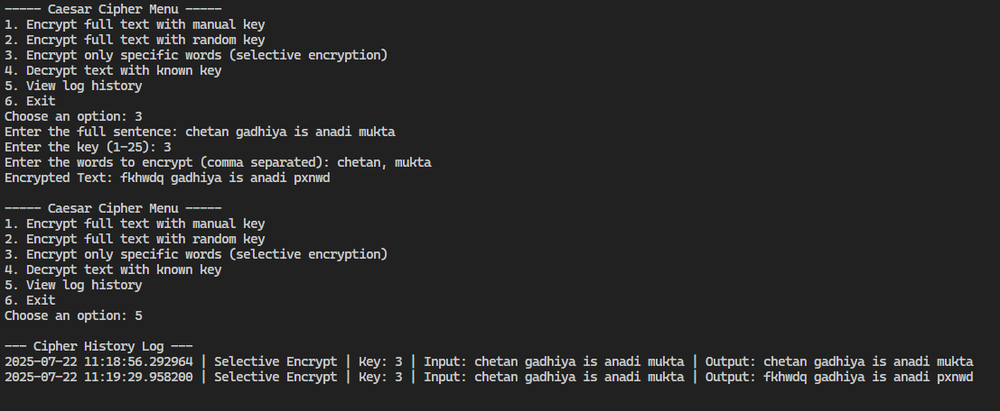 ----- Caesar Cipher Menu -----
1. Encrypt full text with manual key
2. Encrypt full text with random key
3. Encrypt only specific words (selective encryption)
4. Decrypt text with known key
5. View log history
6. Exit
Choose an option: 3
Enter the full sentence: chetan gadhiya is anadi mukta
Enter the key (1-25): 3
Enter the words to encrypt (comma separated): chetan, mukta
Encrypted Text: fkhwdq gadhiya is anadi pxnwd
----- Caesar Cipher Menu -----
1. Encrypt full text with manual key
2. Encrypt full text with random key
3. Encrypt only specific words (selective encryption)
4. Decrypt text with known key
5. View log history
6. Exit
Choose an option: 5
--- Cipher History Log ---
2025-07-22 11:18:56.292964 | Selective Encrypt | Key: 3 | Input: chetan gadhiya is anadi mukta | Output: chetan gadhiya is anadi mukta
2025-07-22 11:19:29.958200 | Selective Encrypt | Key: 3 | Input: chetan gadhiya is anadi mukta | Output: fkhwdq gadhiya is anadi pxnwd